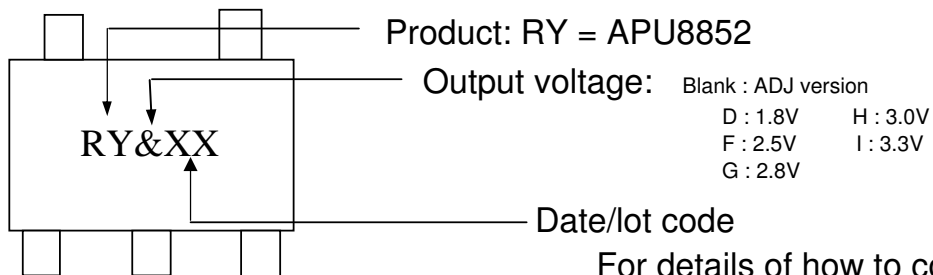 Product: RY = APU8852
Output voltage: Blank : ADJ version
D : 1.8V H : 3.0V
F : 2.5V I : 3.3V
G : 2.8V
RY&XX
Date/lot code
For details of how to co